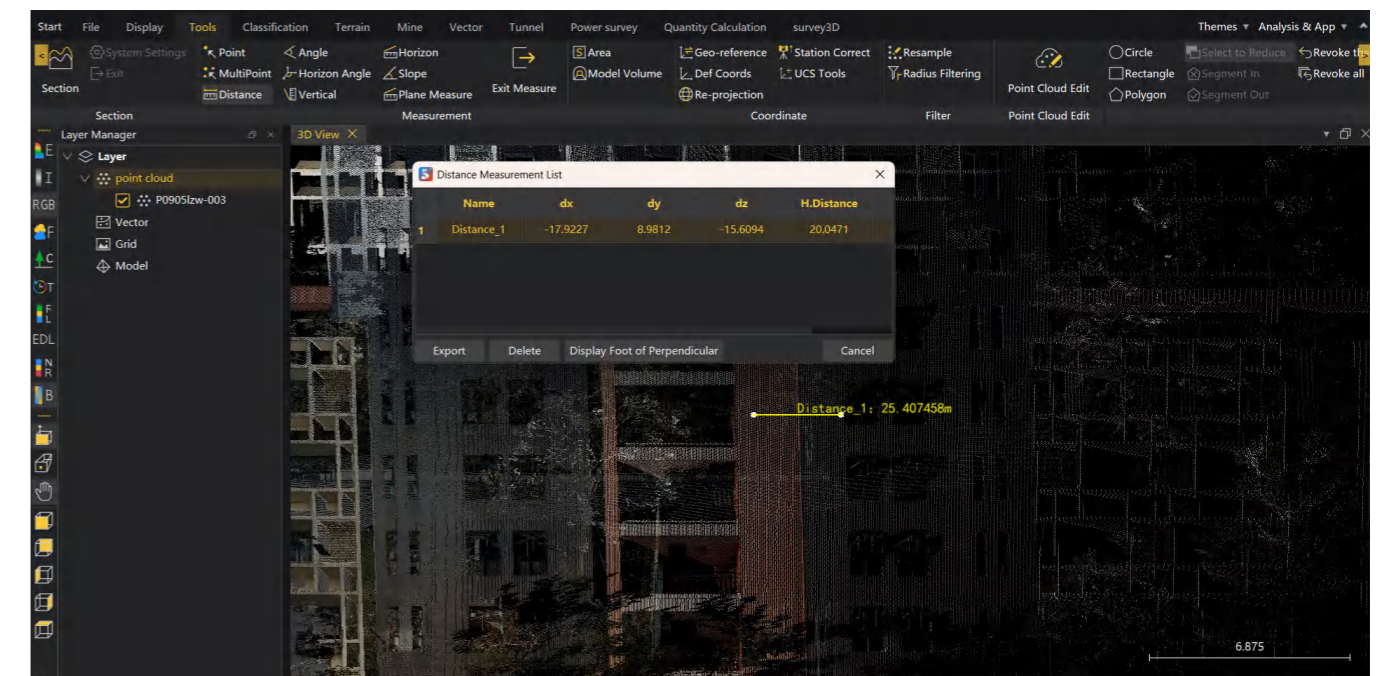 Start File Display Tools Classification Terrain Mine Vector Tunnel Power survey Quantity Calculation survey3D Themes Analysis & App
System Settings Point Angle Horizon Area Geo-reference Station Correct Resample Circle Select to Reduce
Exit MultiPoint Horizon Angle Slope Model Volume Def Coords UCS Tools Radius Filtering Rectangle Segment In Revoke all
Section Distance Vertical Plane Measure Exit Measure Re-projection Point Cloud Edit Polygon Segment Out
Section Measurement Coordinate Filter Point Cloud Edit
Layer Manager 3D View
E Layer
I point cloud
RGB P0905lzw-003
Vector
F Grid
C Model
T
F
L
EDL
N
R
B
Distance Measurement List
Name dx dy dz H.Distance
1 Distance_1 -17.9227 8.9812 -15.6094 20.0471
Export Delete Display Foot of Perpendicular Cancel
Distance_1: 25.407458m
6.875